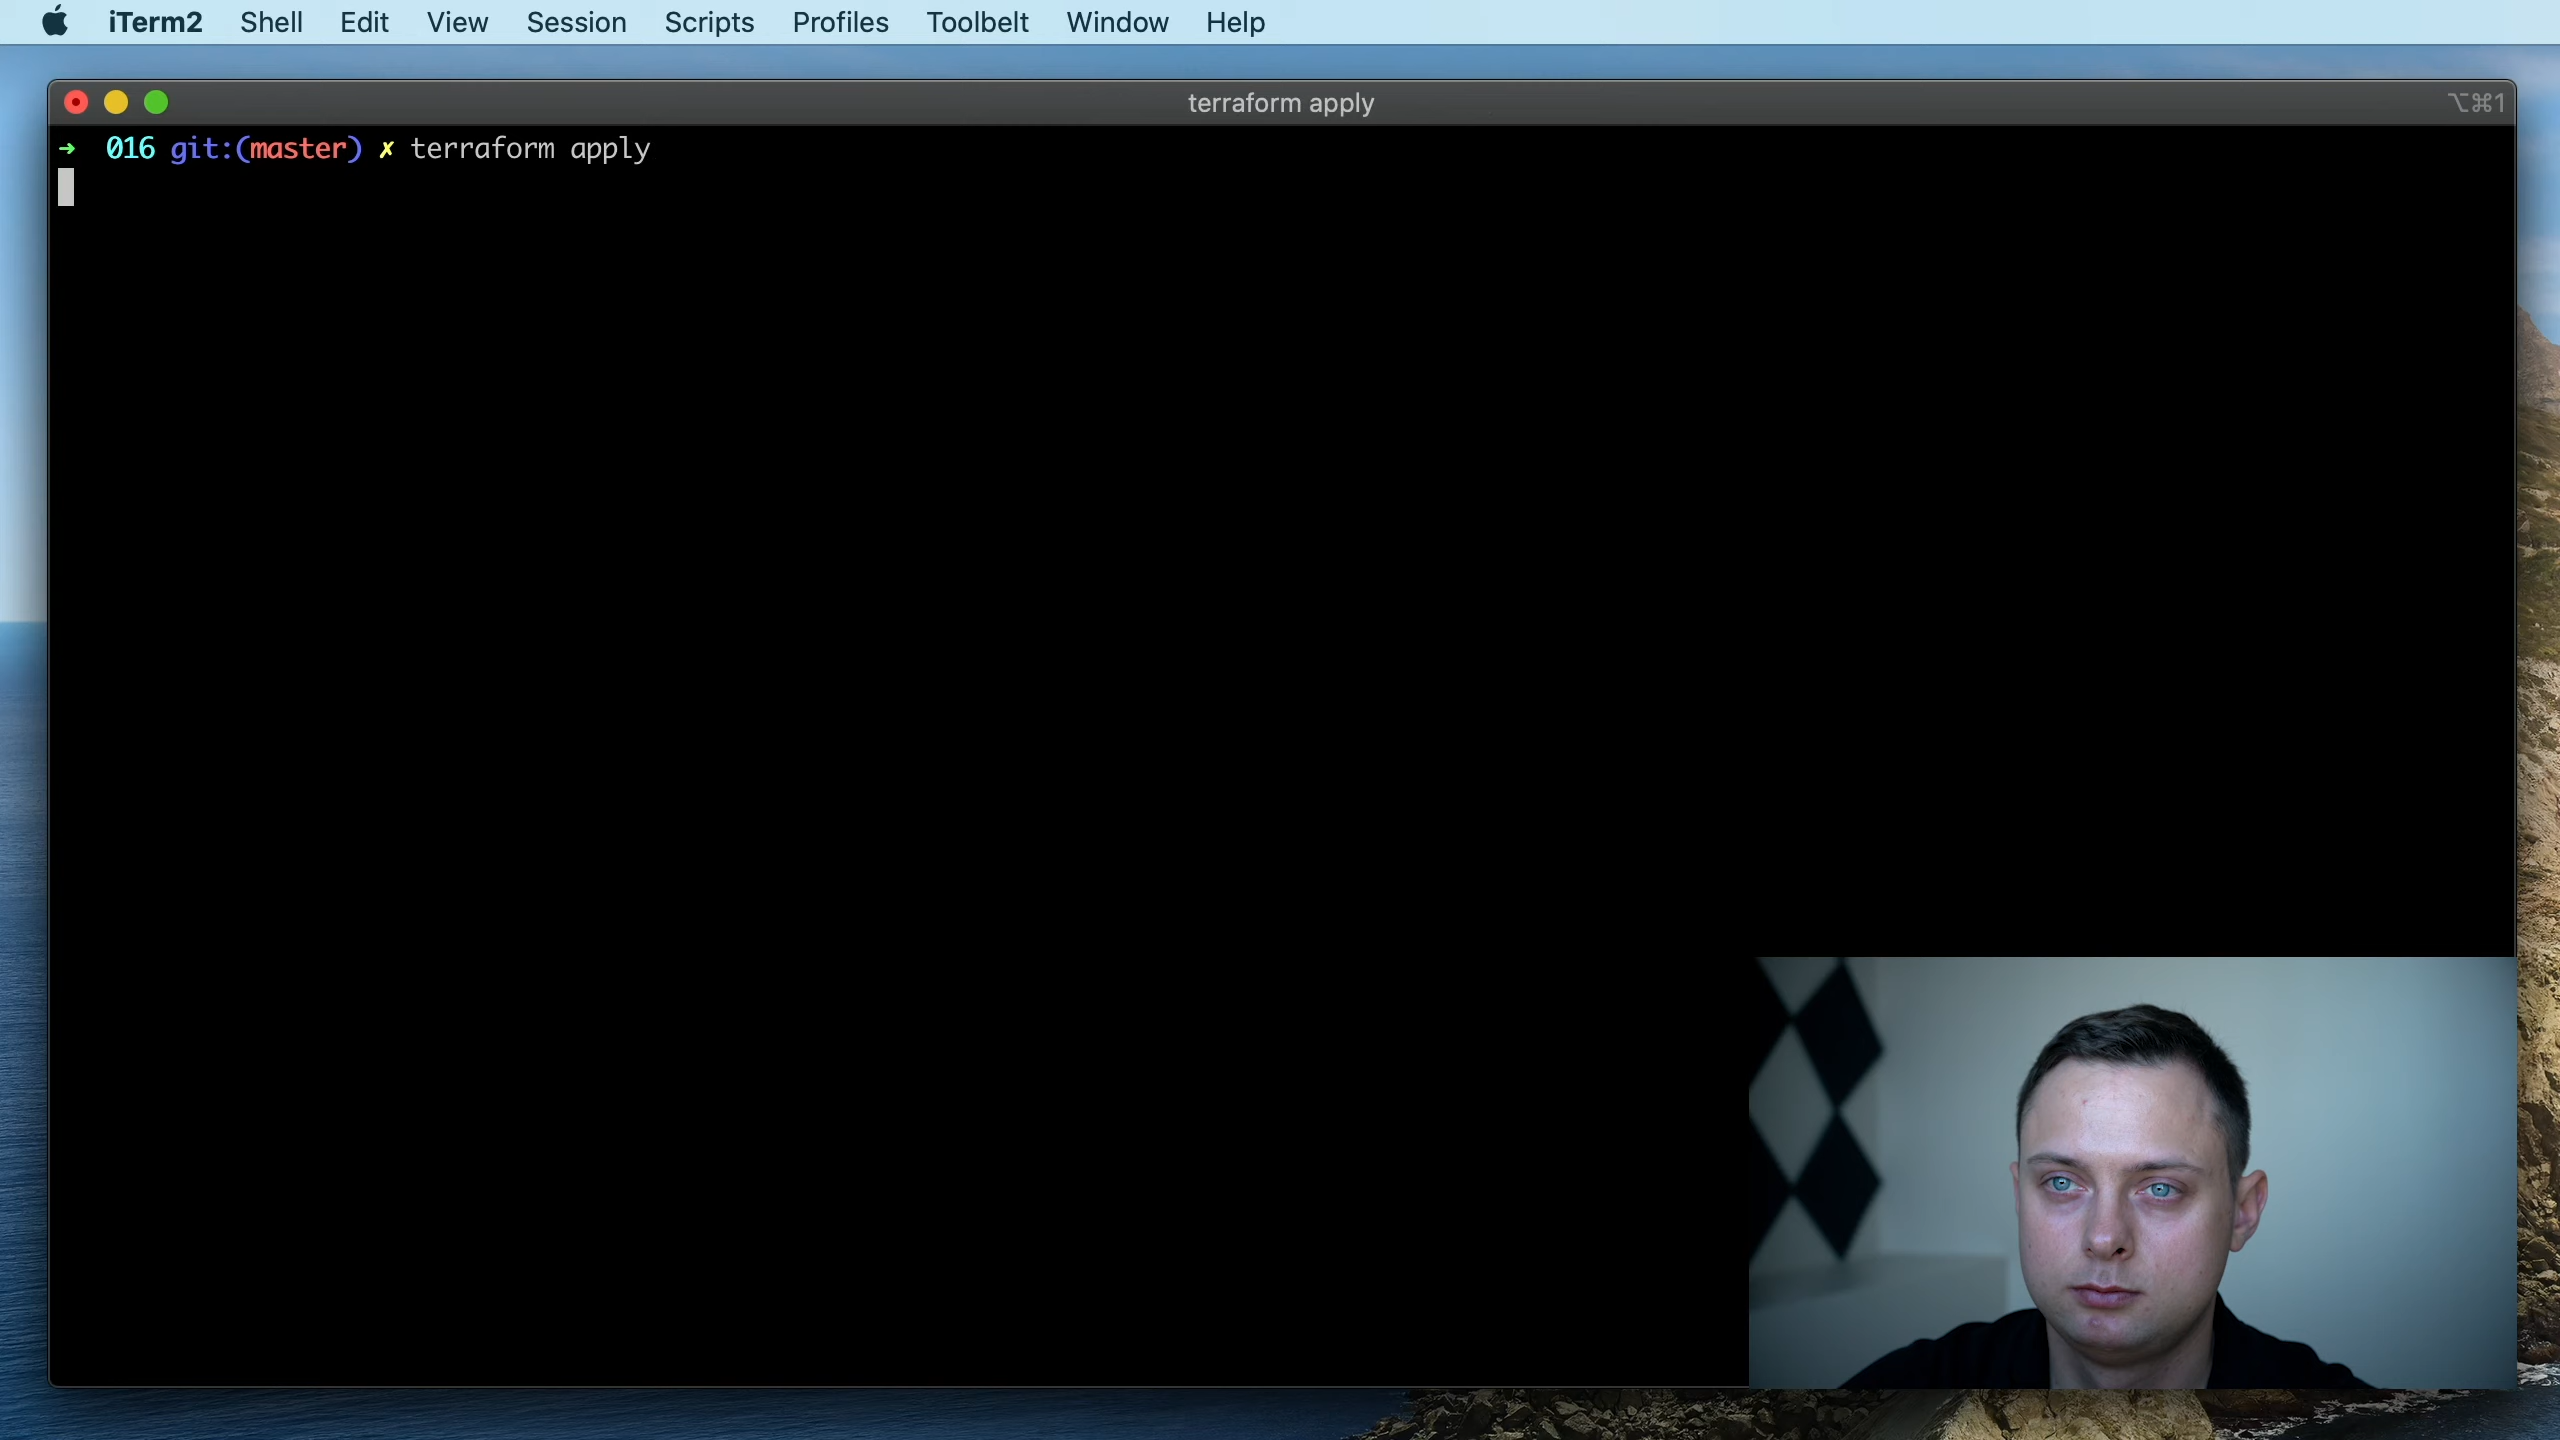 iTerm2 Shell Edit View Session Scripts Profiles Toolbelt Window Help
terraform apply ⌥⌘1
➜ 016 git:(master) ✗ terraform apply